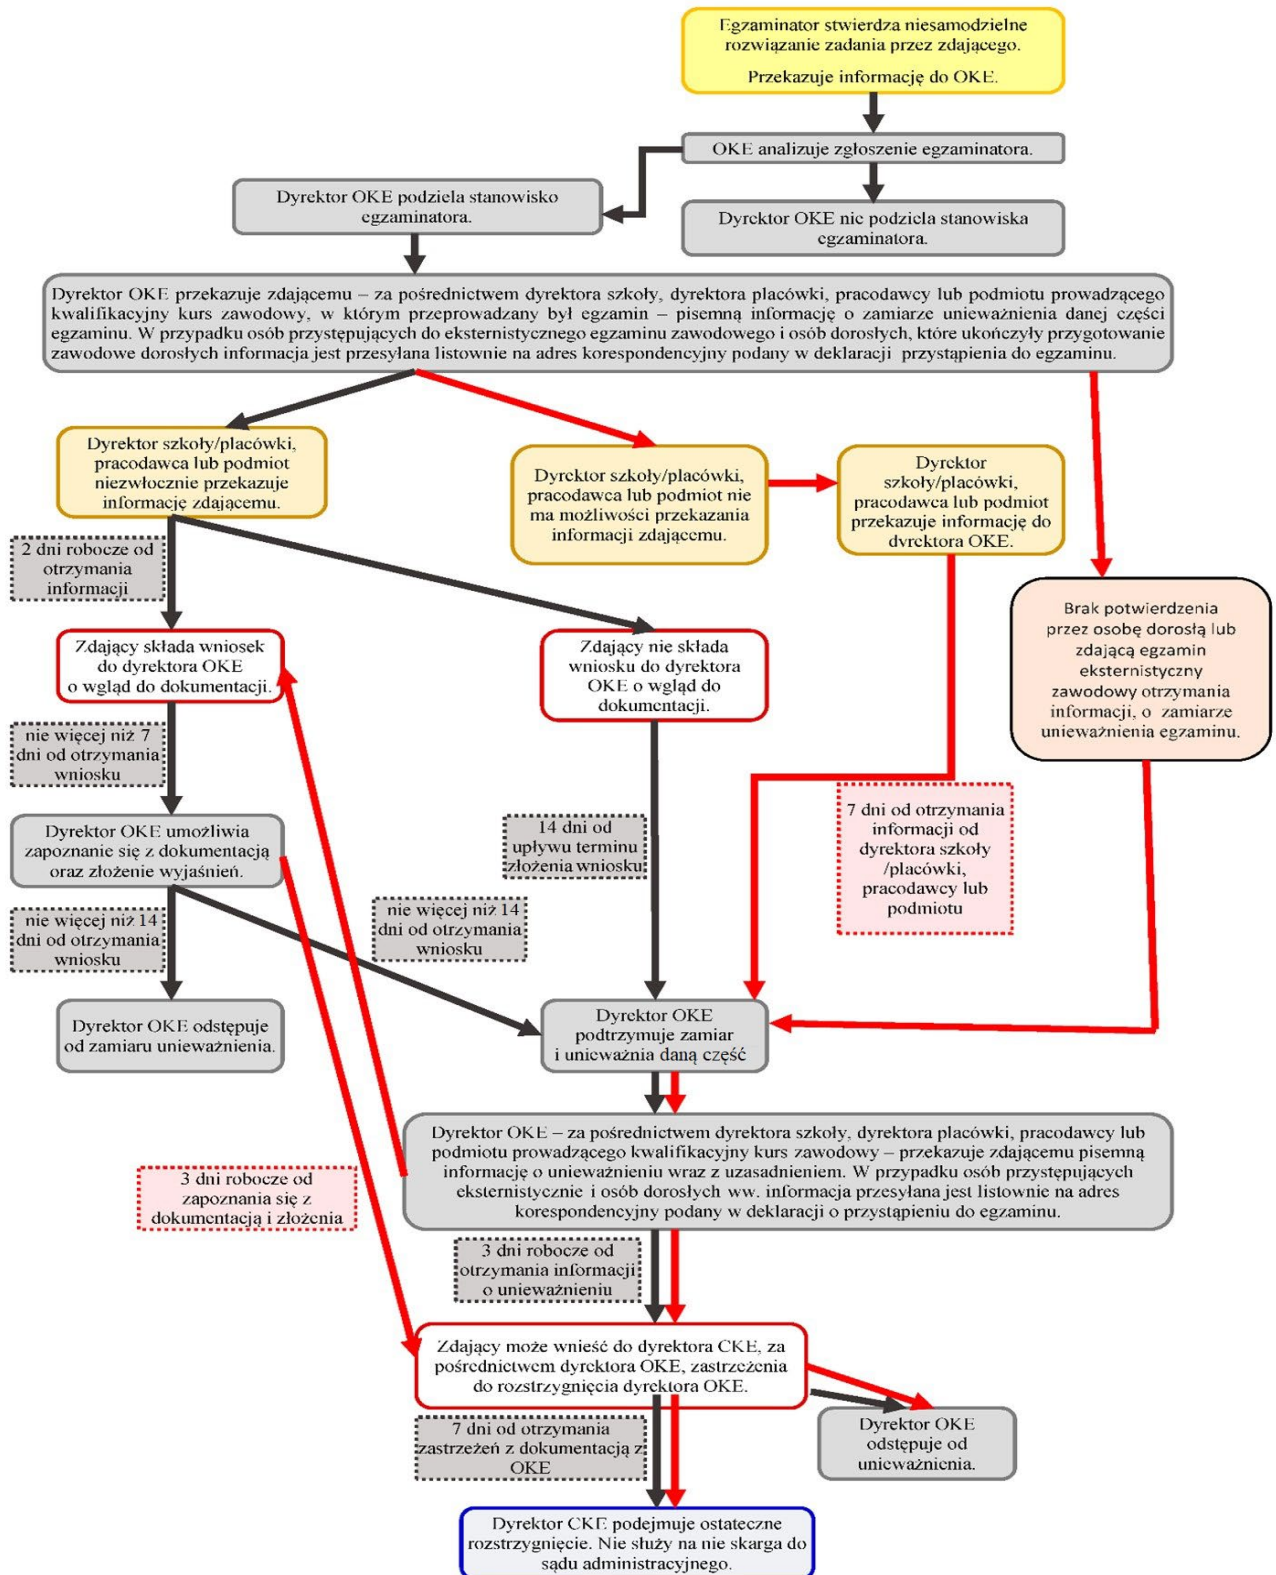 Egzaminator stwierdza niesamodzielne
rozwiązanie zadania przez zdającego.
Przekazuje informację do OKE.
OKE analizuje zgłoszenie egzaminatora.
Dyrektor OKE podziela stanowisko
egzaminatora.
Dyrektor OKE nie podziela stanowiska
egzaminatora.
Dyrektor OKE przekazuje zdającemu – za pośrednictwem dyrektora szkoły, dyrektora placówki, pracodawcy lub podmiotu prowadzącego
kwalifikacyjny kurs zawodowy, w którym przeprowadzany był egzamin – pisemną informację o zamiarze unieważnienia danej części
egzaminu. W przypadku osób przystępujących do eksternistycznego egzaminu zawodowego i osób dorosłych, które ukończyły przygotowanie
zawodowe dorosłych informacja jest przesyłana listownie na adres korespondencyjny podany w deklaracji przystąpienia do egzaminu.
Dyrektor szkoły/placówki,
pracodawca lub podmiot
niezwłocznie przekazuje
informację zdającemu.
Dyrektor szkoły/placówki,
pracodawca lub podmiot nie
ma możliwości przekazania
informacji zdającemu.
Dyrektor
szkoły/placówki,
pracodawca lub podmiot
przekazuje informację do
dyrektora OKE.
2 dni robocze od
otrzymania
informacji
Brak potwierdzenia
przez osobę dorosłą lub
zdającą egzamin
eksternistyczny
zawodowy otrzymania
informacji, o zamiarze
unieważnienia egzaminu.
Zdający składa wniosek
do dyrektora OKE
o wgląd do dokumentacji.
Zdający nie składa
wniosku do dyrektora
OKE o wgląd do
dokumentacji.
nie więcej niż 7
dni od otrzymania
wniosku
7 dni od otrzymania
informacji od
dyrektora szkoły
/placówki,
pracodawcy lub
podmiotu
Dyrektor OKE umożliwia
zapoznanie się z dokumentacją
oraz złożenie wyjaśnień.
14 dni od
upływu terminu
złożenia wniosku
nie więcej niż 14
dni od otrzymania
wniosku
nie więcej niż 14
dni od otrzymania
wniosku
Dyrektor OKE odstępuje
od zamiaru unieważnienia.
Dyrektor OKE
podtrzymuje zamiar
i unieważnia daną część
Dyrektor OKE – za pośrednictwem dyrektora szkoły, dyrektora placówki, pracodawcy lub
podmiotu prowadzącego kwalifikacyjny kurs zawodowy – przekazuje zdającemu pisemną
informację o unieważnieniu wraz z uzasadnieniem. W przypadku osób przystępujących
eksternistycznie i osób dorosłych ww. informacja przesyłana jest listownie na adres
korespondencyjny podany w deklaracji o przystąpieniu do egzaminu.
3 dni robocze od
zapoznania się z
dokumentacją i złożenia
3 dni robocze od
otrzymania informacji
o unieważnieniu
Zdający może wnieść do dyrektora CKE, za
pośrednictwem dyrektora OKE, zastrzeżenia
do rozstrzygnięcia dyrektora OKE.
7 dni od otrzymania
zastrzeżeń z dokumentacją z
OKE
Dyrektor OKE
odstępuje od
unieważnienia.
Dyrektor CKE podejmuje ostateczne
rozstrzygnięcie. Nie służy na nie skarga do
sądu administracyjnego.